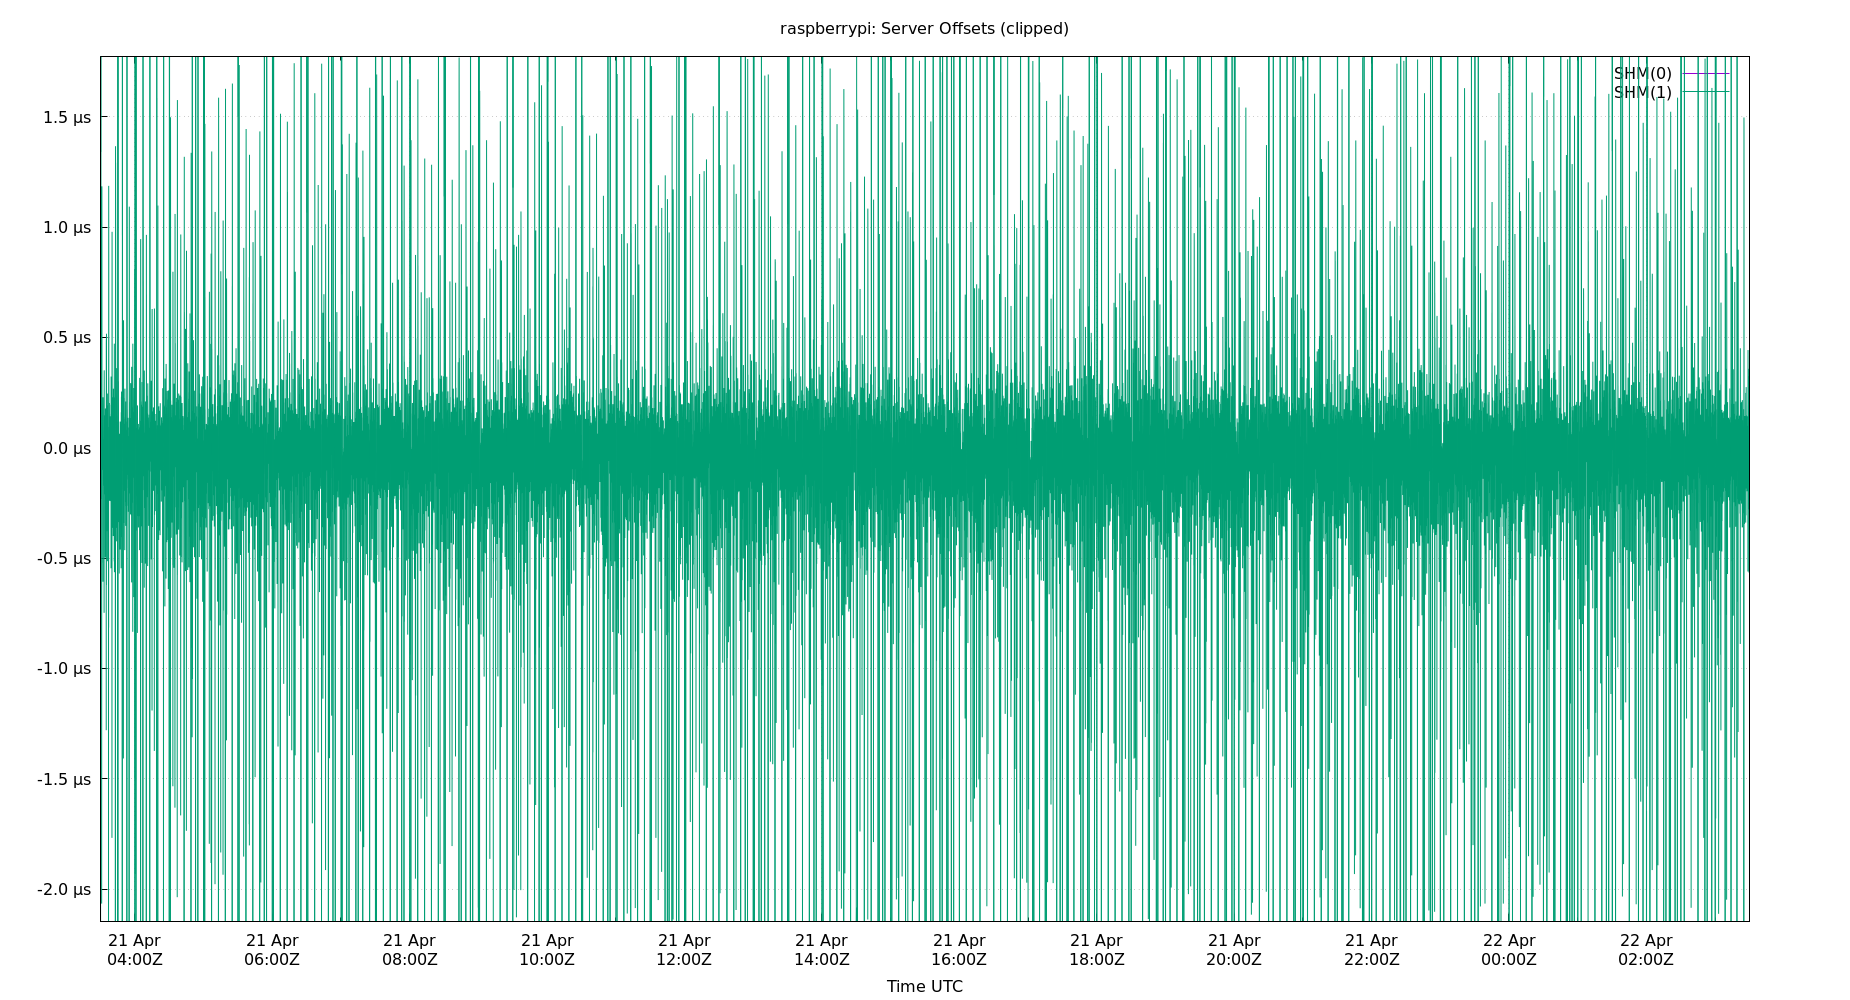 raspberrypi: Server Offsets (clipped)
SHM(0)
SHM(1)
1.5 µs
1.0 µs
0.5 µs
0.0 µs
-0.5 µs
-1.0 µs
-1.5 µs
-2.0 µs
21 Apr 21 Apr 21 Apr 21 Apr 21 Apr 21 Apr 21 Apr 21 Apr 21 Apr 21 Apr 22 Apr 22 Apr
04:00Z 06:00Z 08:00Z 10:00Z 12:00Z 14:00Z 16:00Z 18:00Z 20:00Z 22:00Z 00:00Z 02:00Z
Time UTC